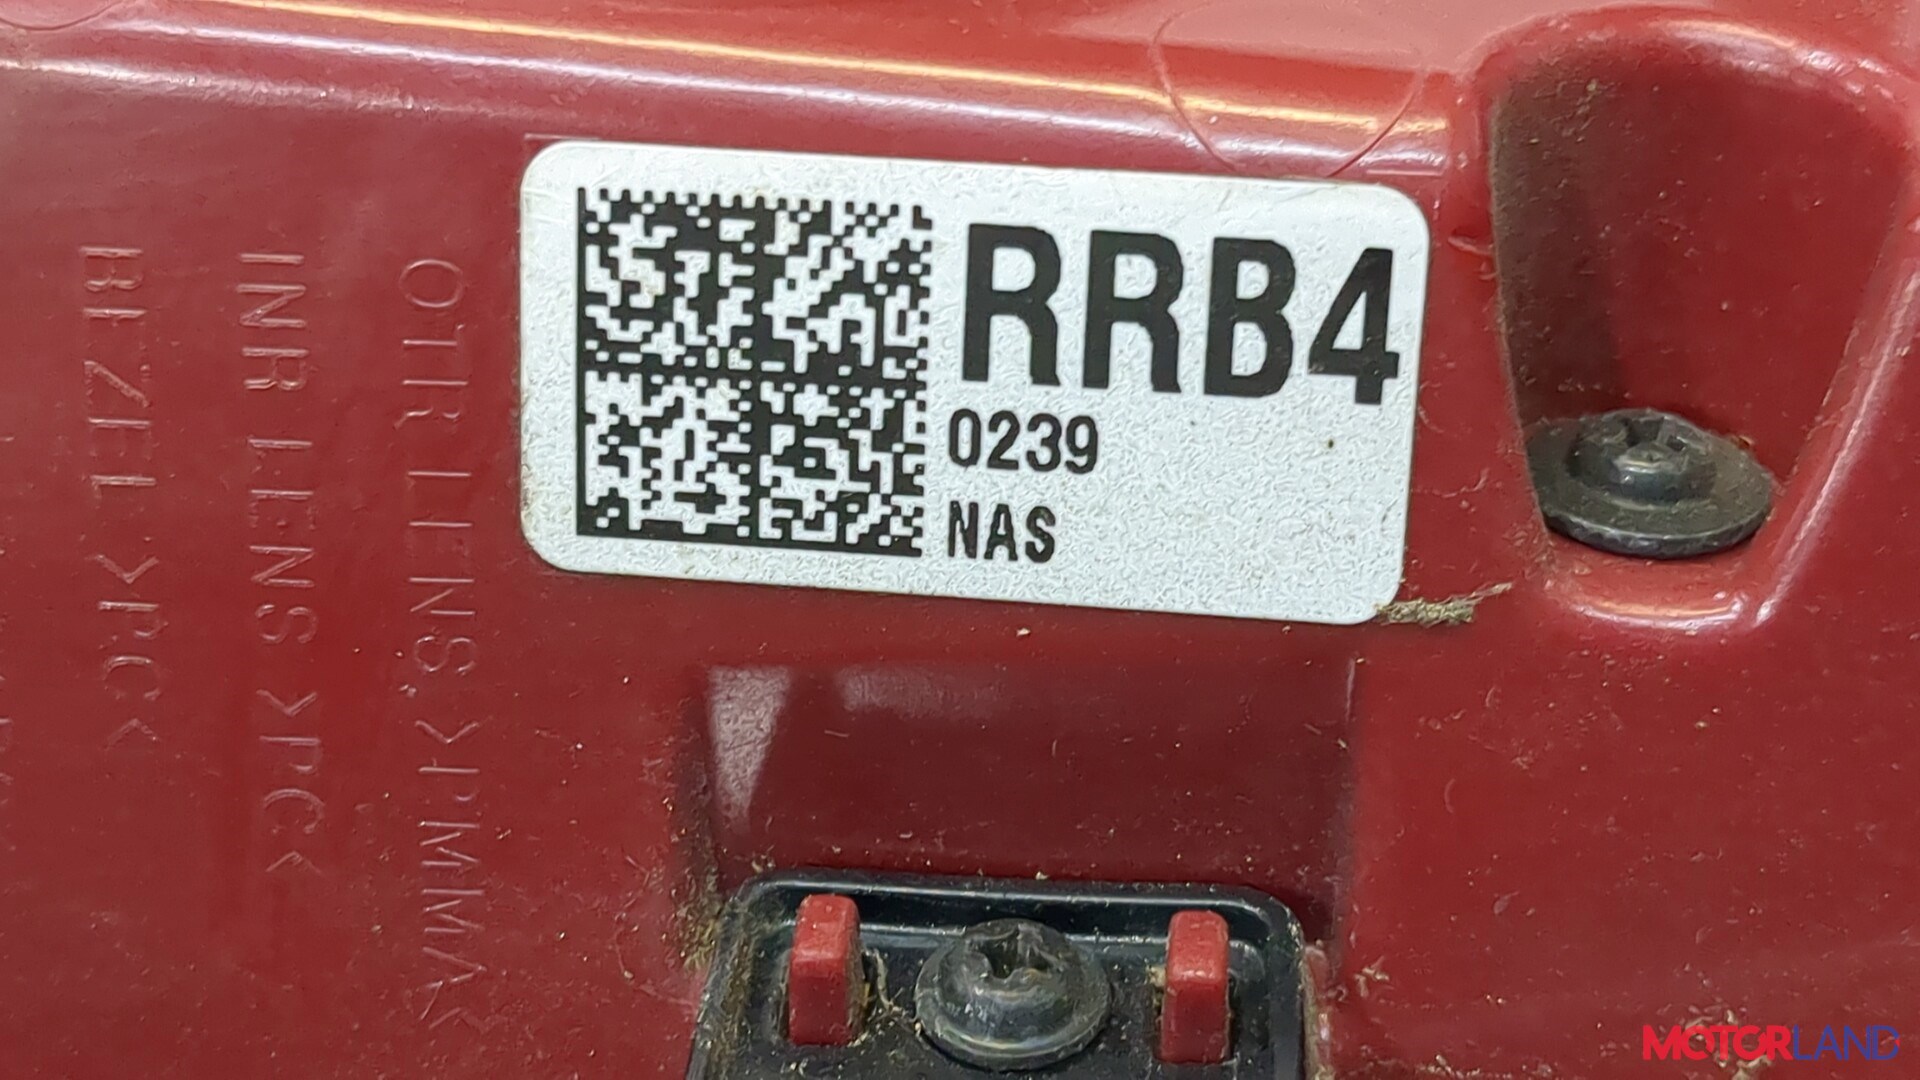 RRB4
0239
NAS
OTR LENS >PMMA<
INR LENS >PC<
BEZEL >PC<
MOTORLAND